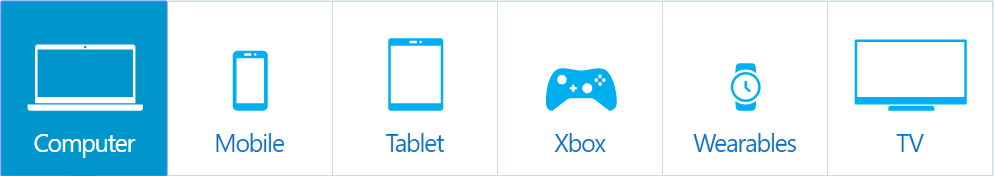 Computer
Mobile
Tablet
Xbox
Wearables
TV